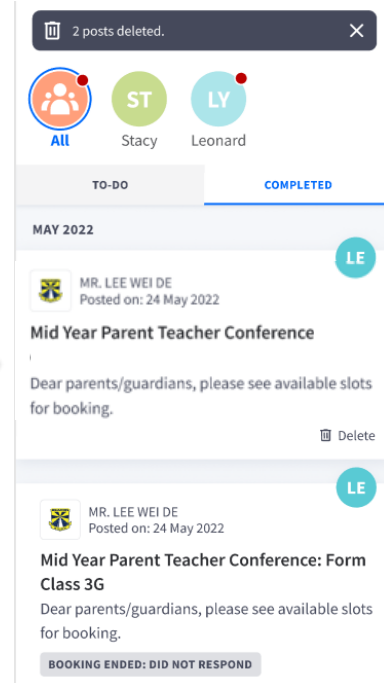 2 posts deleted.
ST
LY
All
Stacy
Leonard
TO-DO
COMPLETED
MAY 2022
LE
MR. LEE WEI DE
Posted on: 24 May 2022
Mid Year Parent Teacher Conference
Dear parents/guardians, please see available slots
for booking.
Delete
LE
MR. LEE WEI DE
Posted on: 24 May 2022
Mid Year Parent Teacher Conference: Form
Class 3G
Dear parents/guardians, please see available slots
for booking.
BOOKING ENDED: DID NOT RESPOND